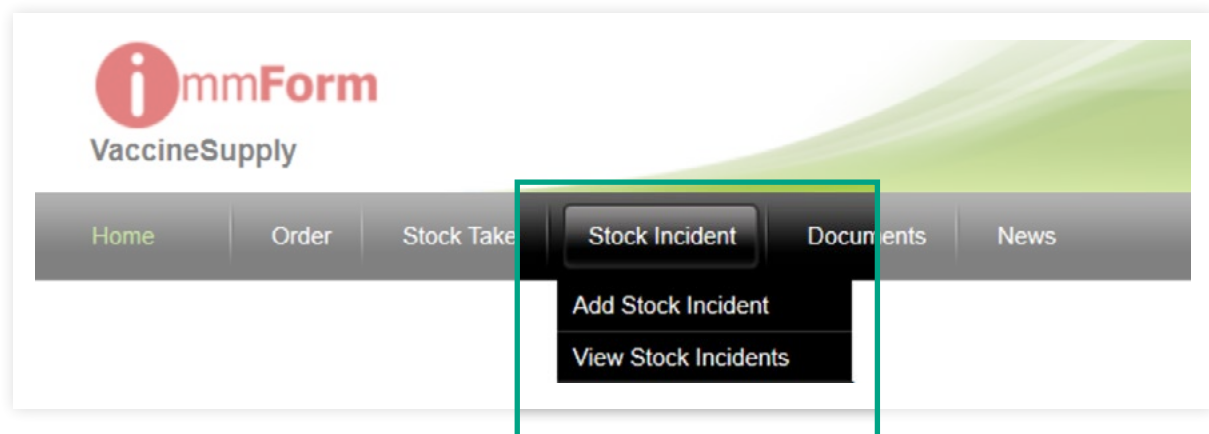 immForm
VaccineSupply
Home Order Stock Take Stock Incident Documents News
Add Stock Incident
View Stock Incidents